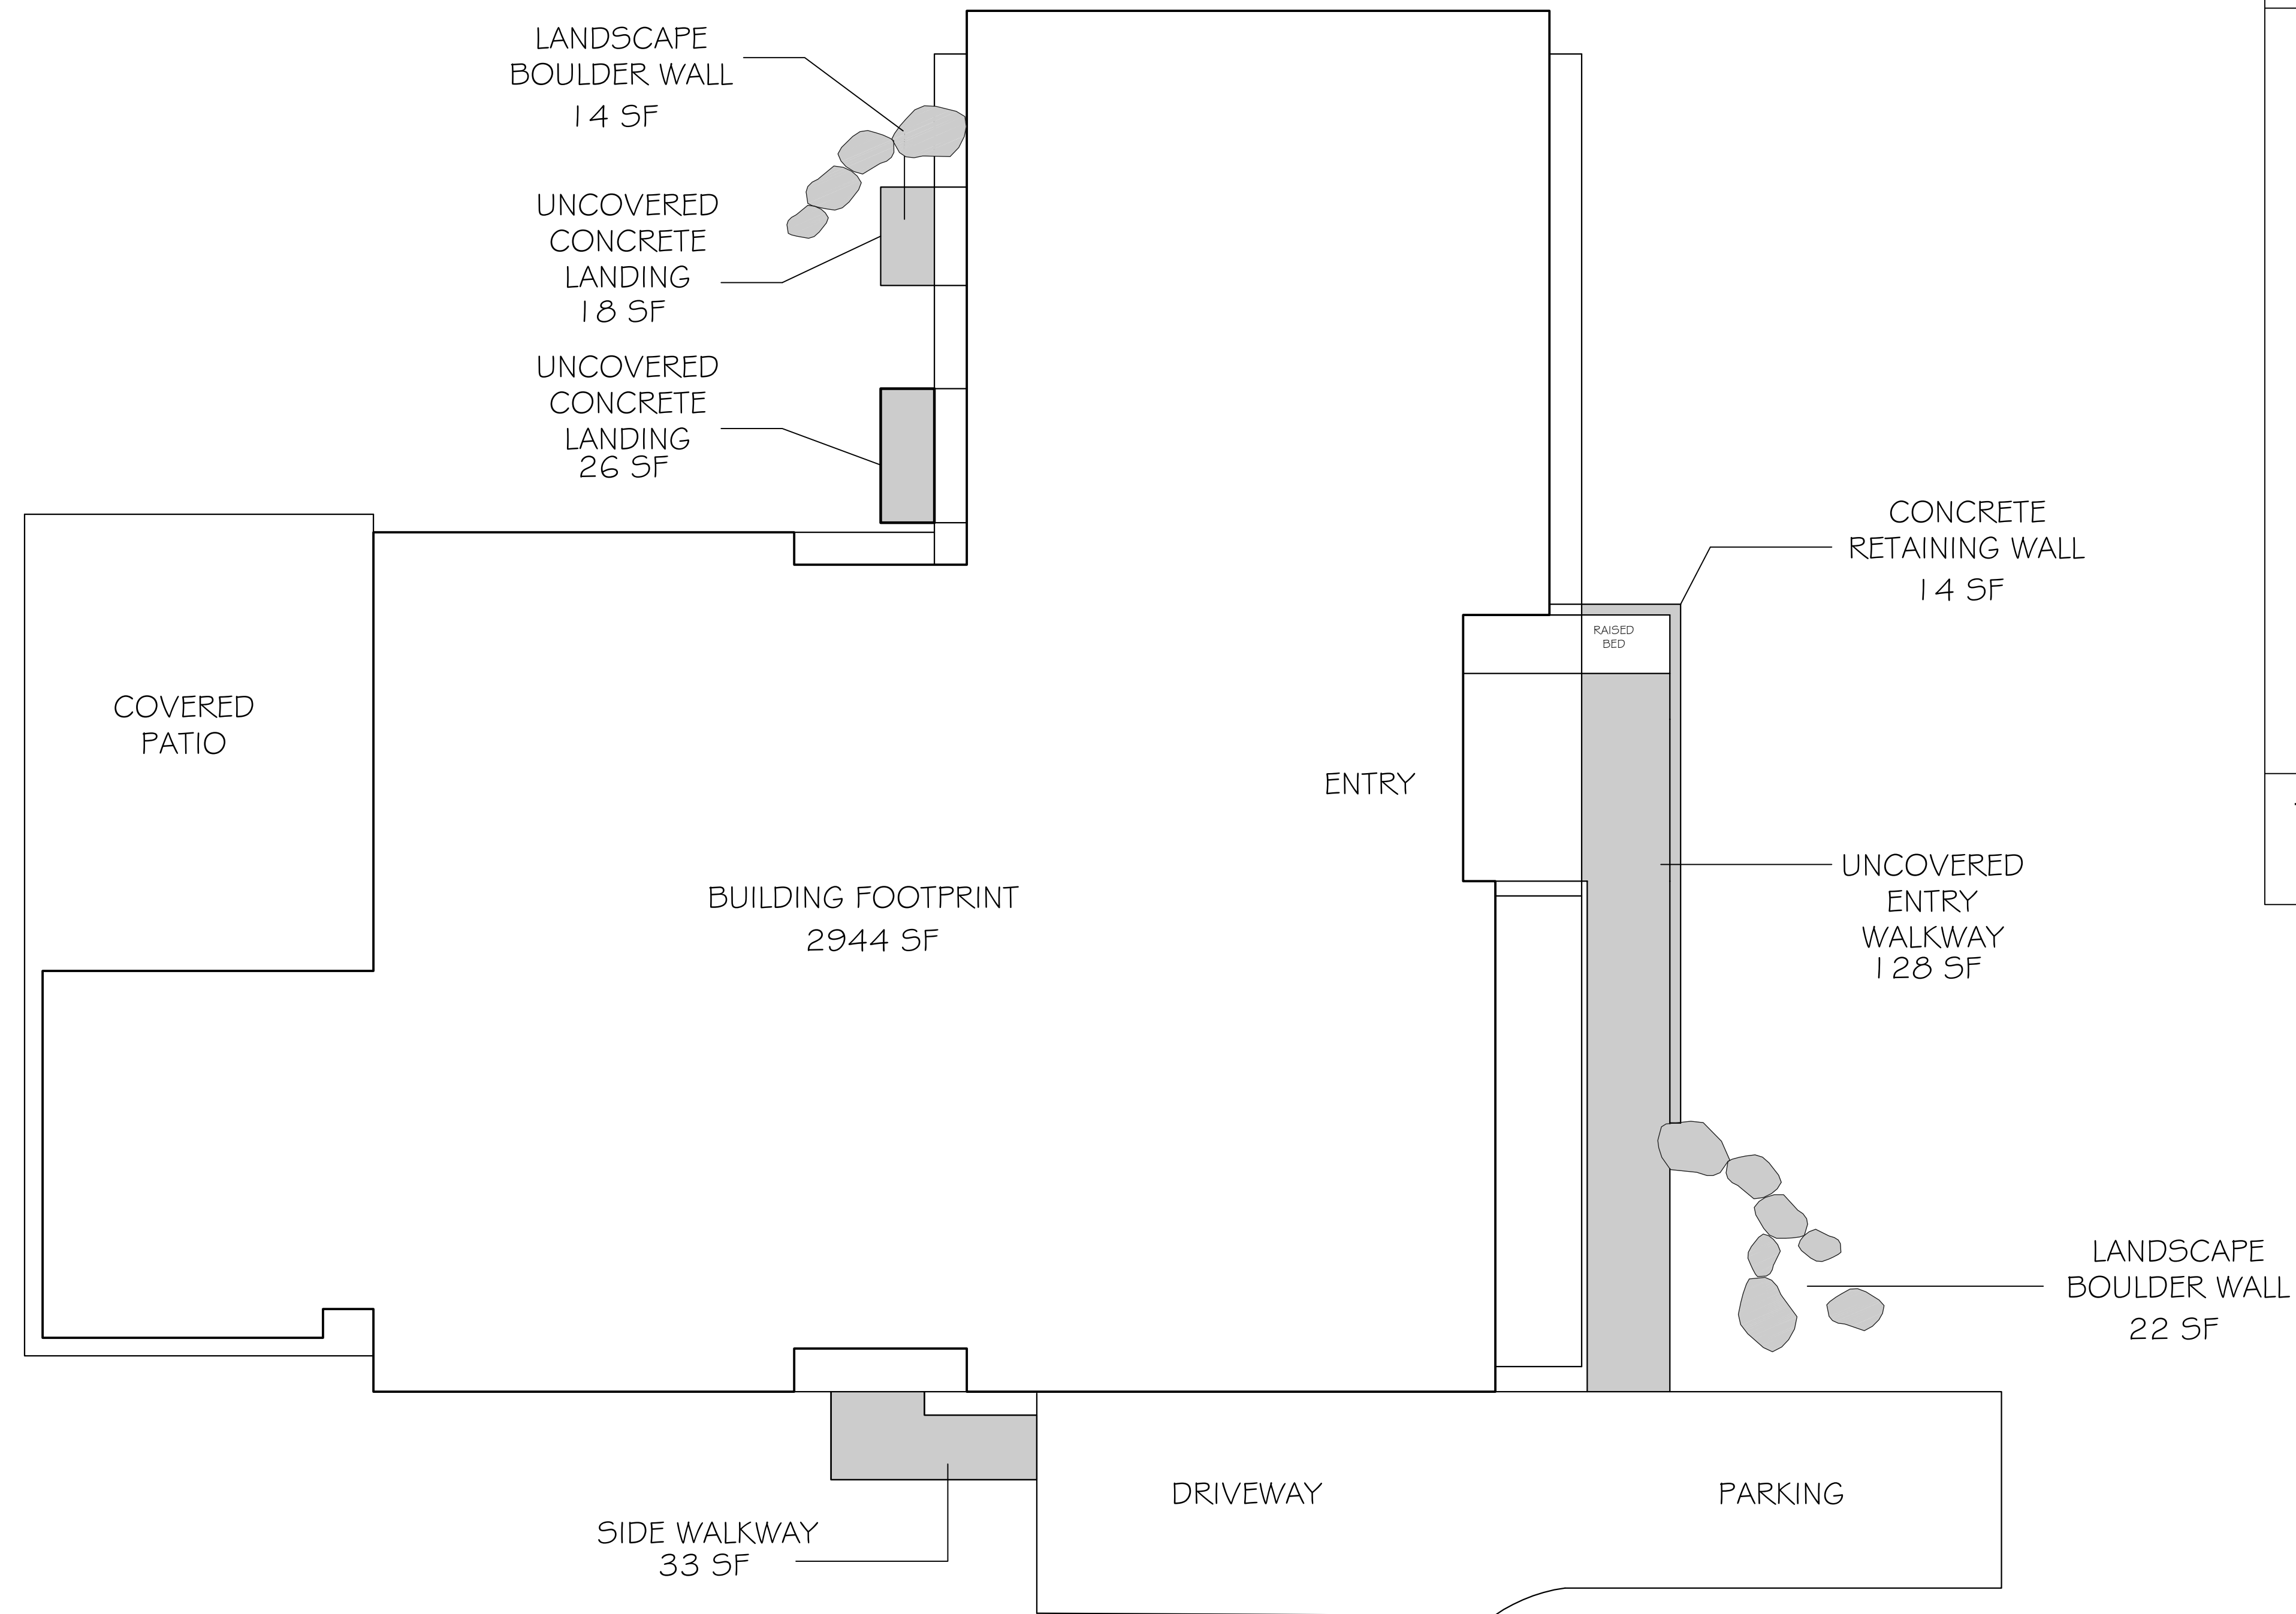 LANDSCAPE
BOULDER WALL
14 SF
UNCOVERED
CONCRETE
LANDING
18 SF
UNCOVERED
CONCRETE
LANDING
26 SF
CONCRETE
RETAINING WALL
14 SF
RAISED
BED
COVERED
PATIO
ENTRY
BUILDING FOOTPRINT
2944 SF
UNCOVERED
ENTRY
WALKWAY
128 SF
LANDSCAPE
BOULDER WALL
22 SF
DRIVEWAY
PARKING
SIDE WALKWAY
33 SF